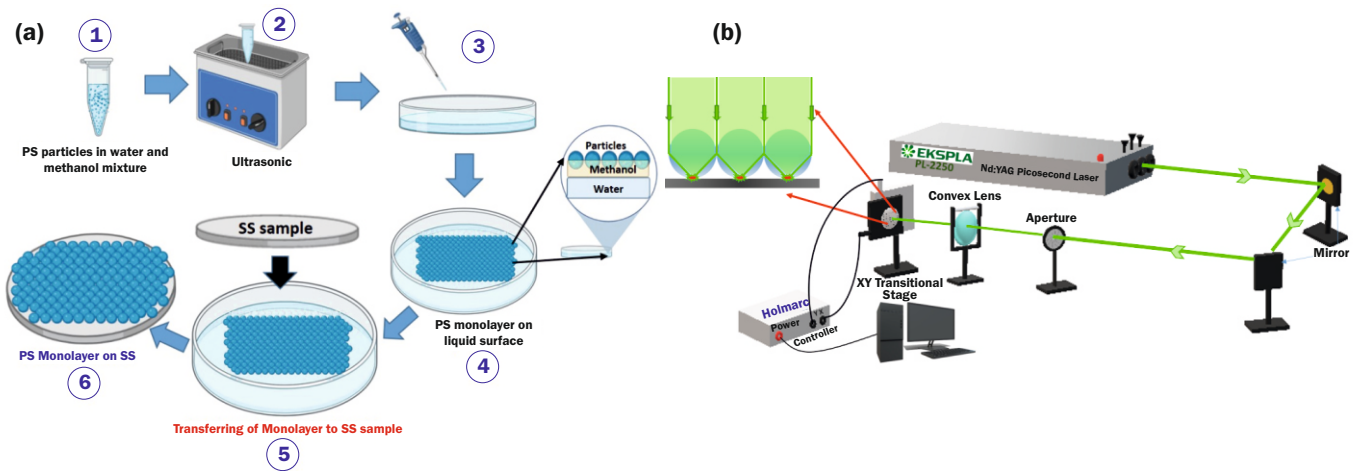 (a)
1
PS particles in water and
methanol mixture
2
Ultrasonic
3
Particles
Methanol
Water
PS monolayer on
liquid surface
4
SS sample
Transferring of Monolayer to SS sample
5
PS Monolayer on SS
6
(b)
EKSPLA
PL-2250
Nd:YAG Picosecond Laser
Mirror
Aperture
Convex Lens
XY Transitional
Stage
Holmarc
Power
Y X
Controller